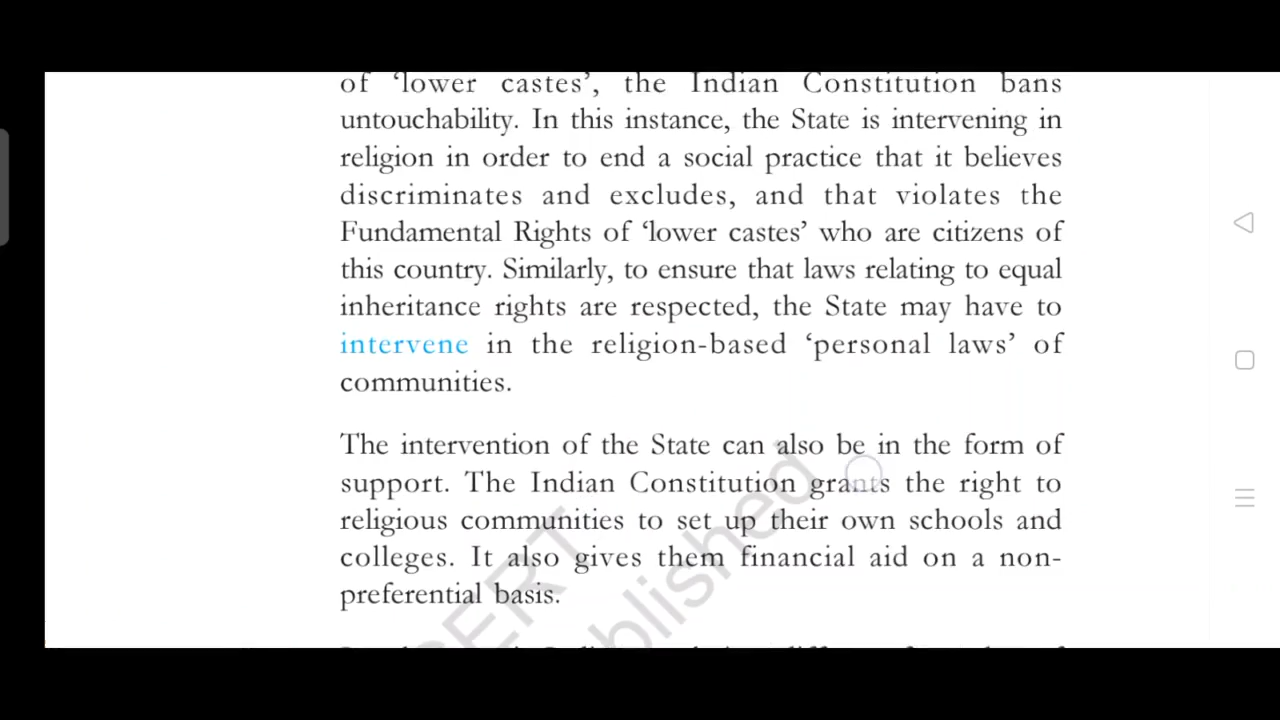 of ‘lower castes’, the Indian Constitution bans
untouchability. In this instance, the State is intervening in
religion in order to end a social practice that it believes
discriminates and excludes, and that violates the
Fundamental Rights of ‘lower castes’ who are citizens of
this country. Similarly, to ensure that laws relating to equal
inheritance rights are respected, the State may have to
intervene in the religion-based ‘personal laws’ of
communities.
The intervention of the State can also be in the form of
support. The Indian Constitution grants the right to
religious communities to set up their own schools and
colleges. It also gives them financial aid on a non-
preferential basis.